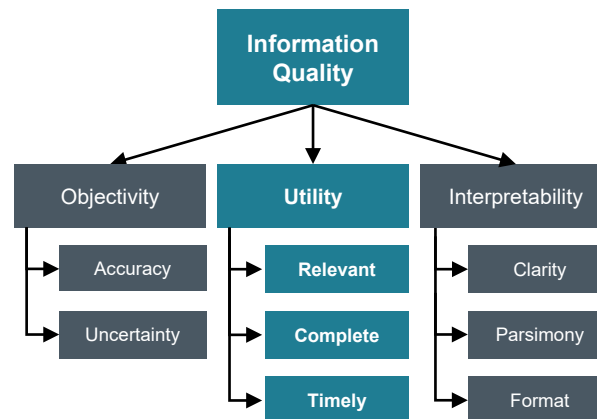 Information
Quality
Objectivity
Utility
Interpretability
Accuracy
Relevant
Clarity
Uncertainty
Complete
Parsimony
Timely
Format